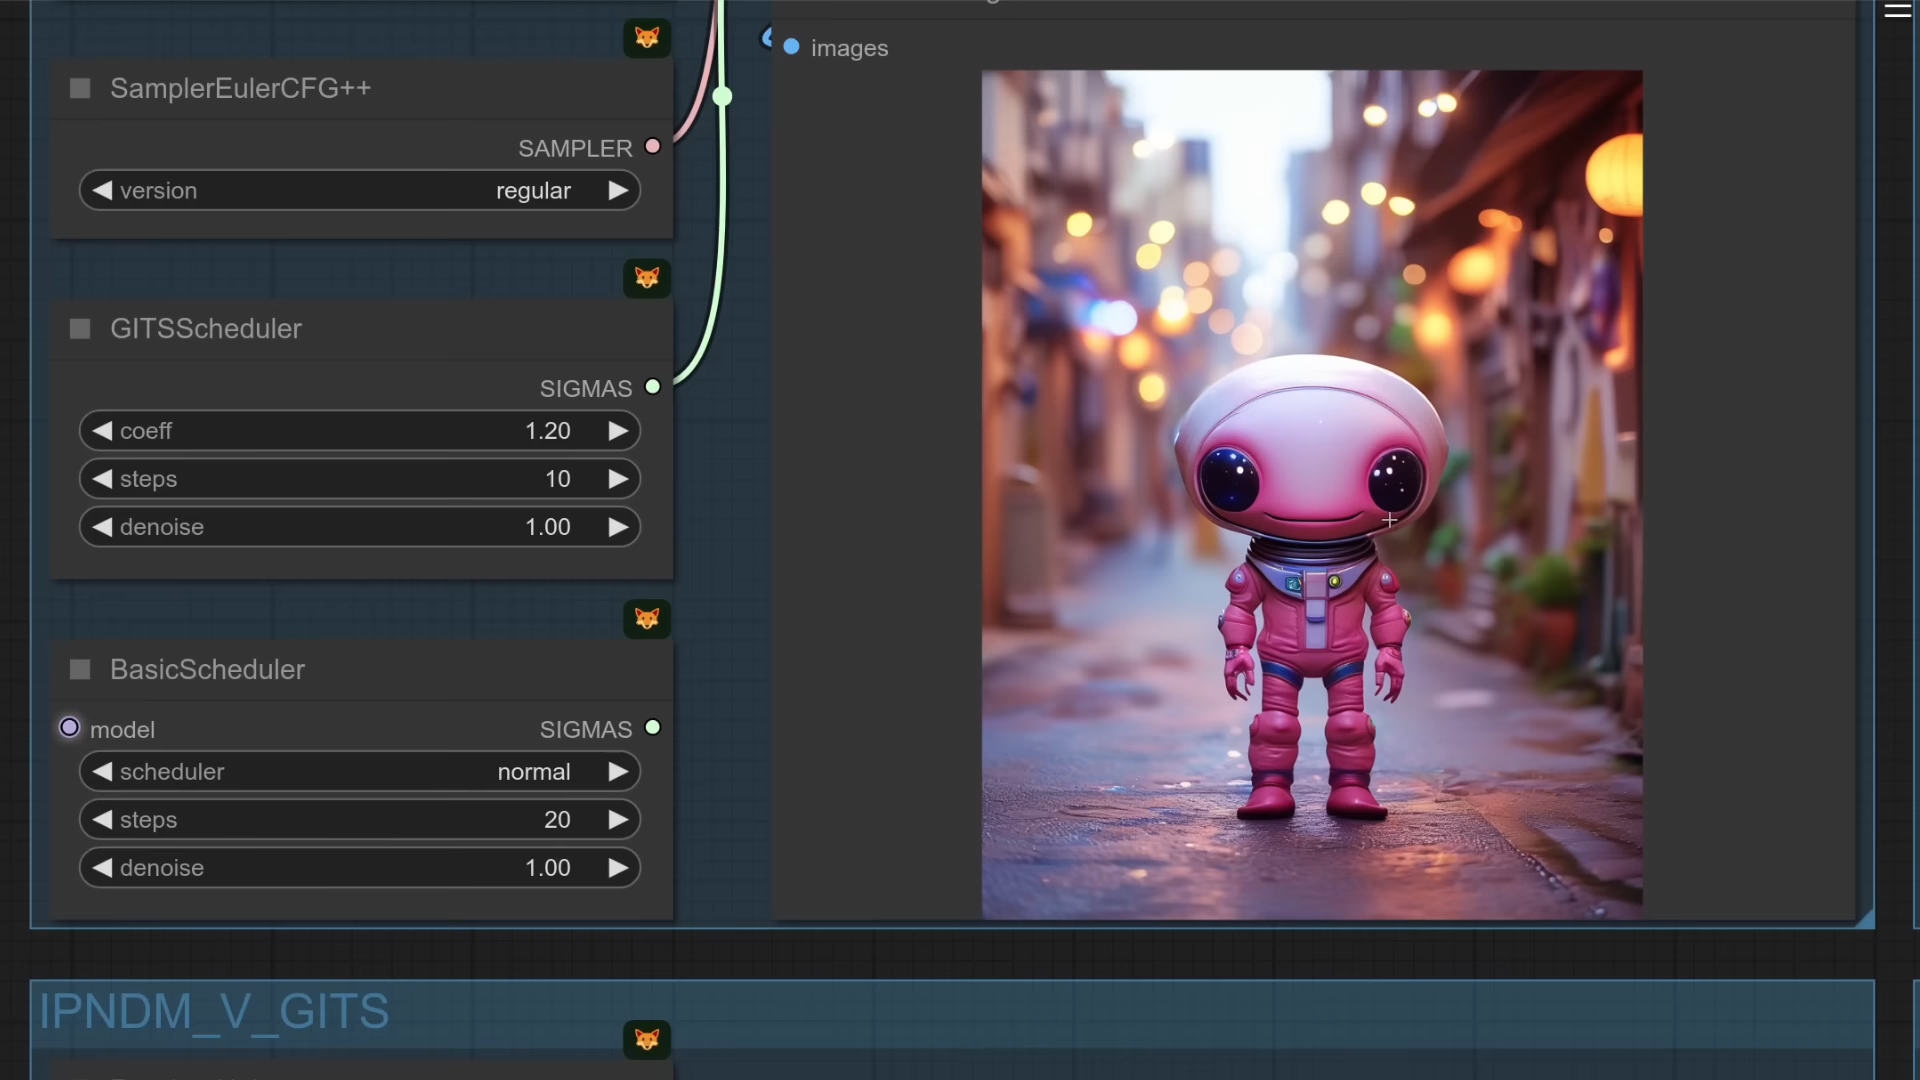 images
SamplerEulerCFG++
SAMPLER
version regular
GITSScheduler
SIGMAS
coeff 1.20
steps 10
denoise 1.00
BasicScheduler
model SIGMAS
scheduler normal
steps 20
denoise 1.00
IPNDM_V_GITS